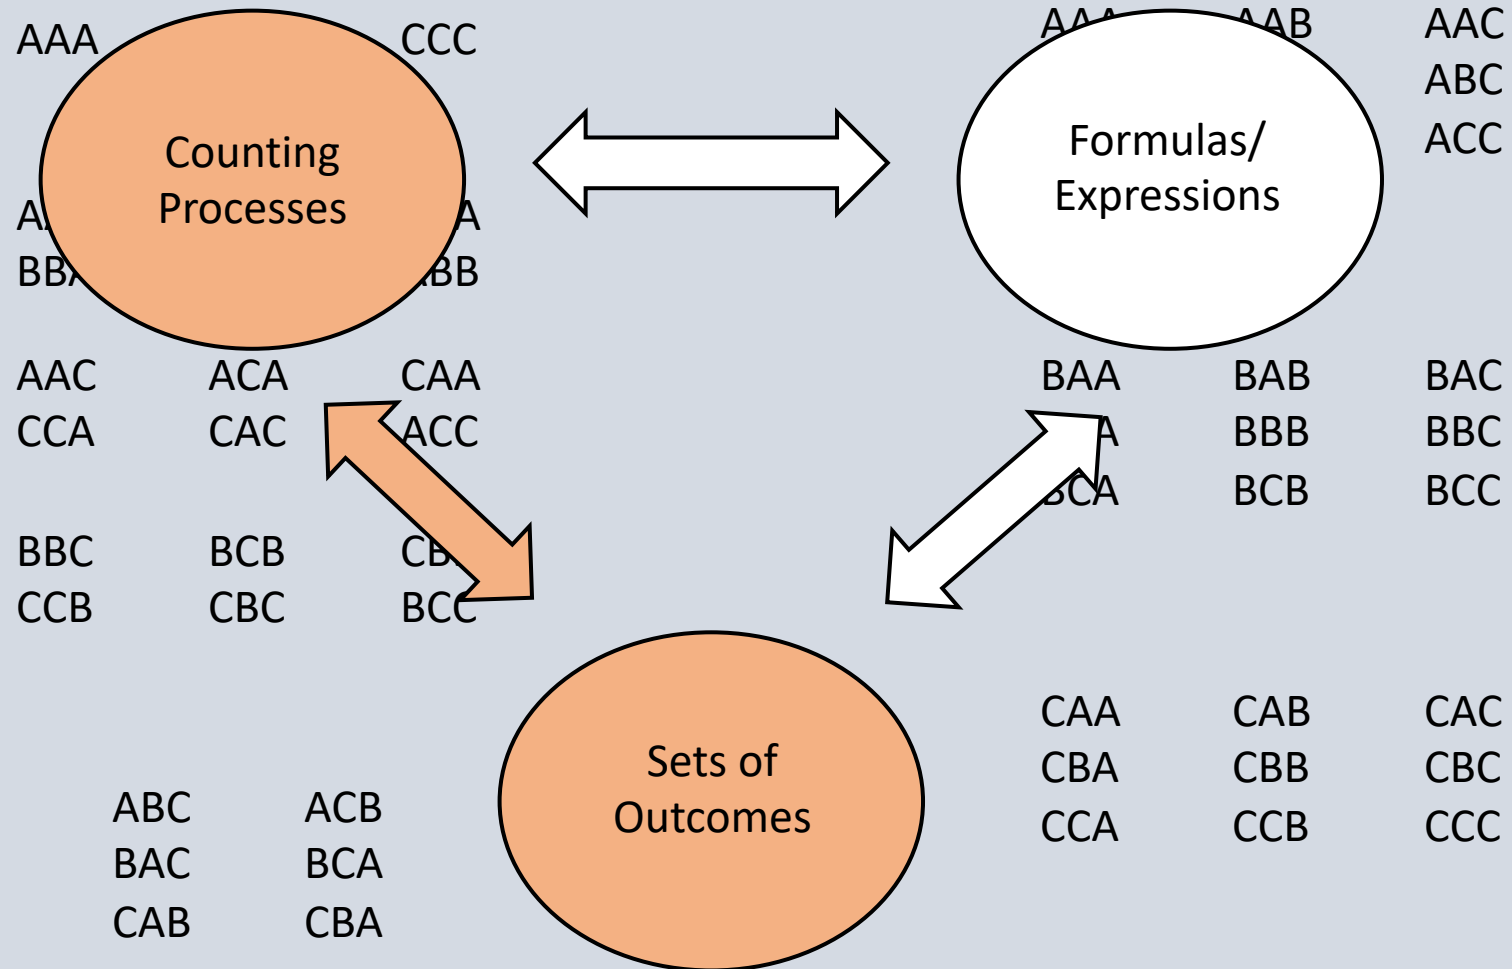 AAA CCC
AAB AAC
ABC
ACC
Counting
Processes
Formulas/
Expressions
AAC ACA CAA
CCA CAC ACC
BBC BCB
CCB CBC BCC
ABC ACB
BAC BCA
CAB CBA
BAA BAB BAC
BBB BBC
BCA BCB BCC
Sets of
Outcomes
CAA CAB CAC
CBA CBB CBC
CCA CCB CCC